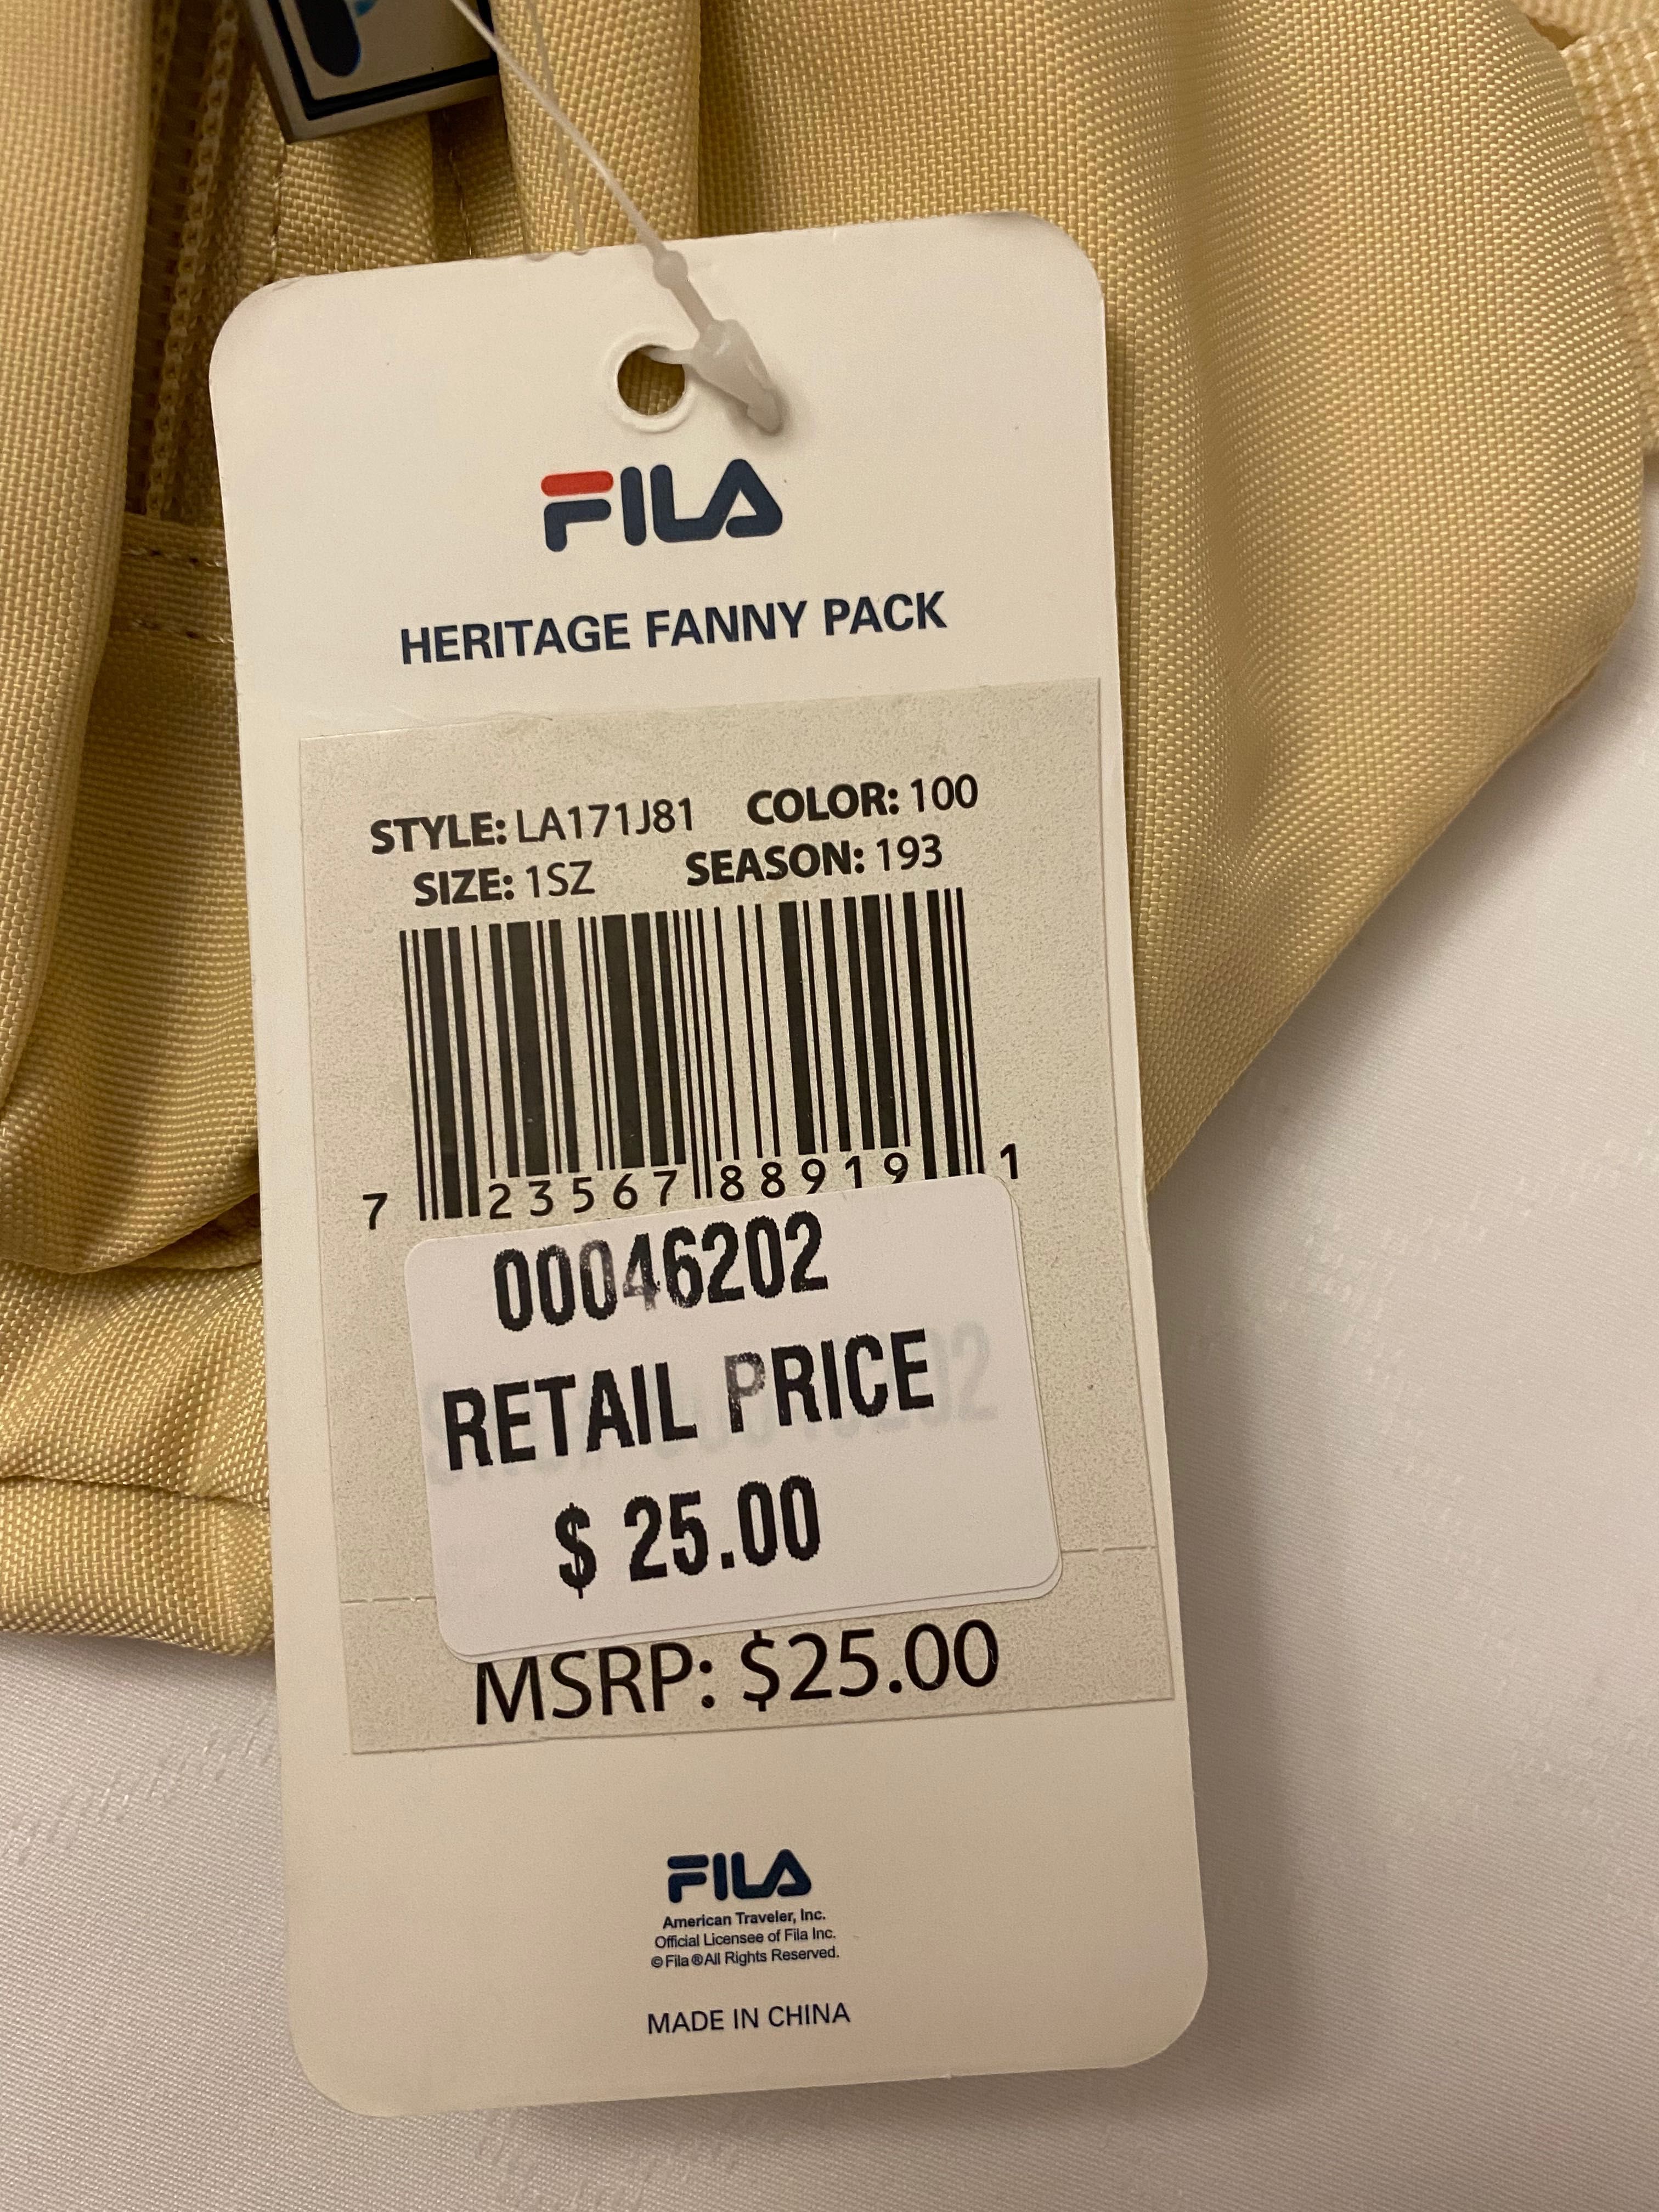 FILA
HERITAGE FANNY PACK
STYLE: LA171J81 COLOR: 100
SIZE: 1SZ SEASON: 193
7 23567 88919 1
00046202
RETAIL PRICE
$ 25.00
MSRP: $25.00
FILA
American Traveler, Inc.
Official Licensee of Fila Inc.
© Fila ® All Rights Reserved.
MADE IN CHINA